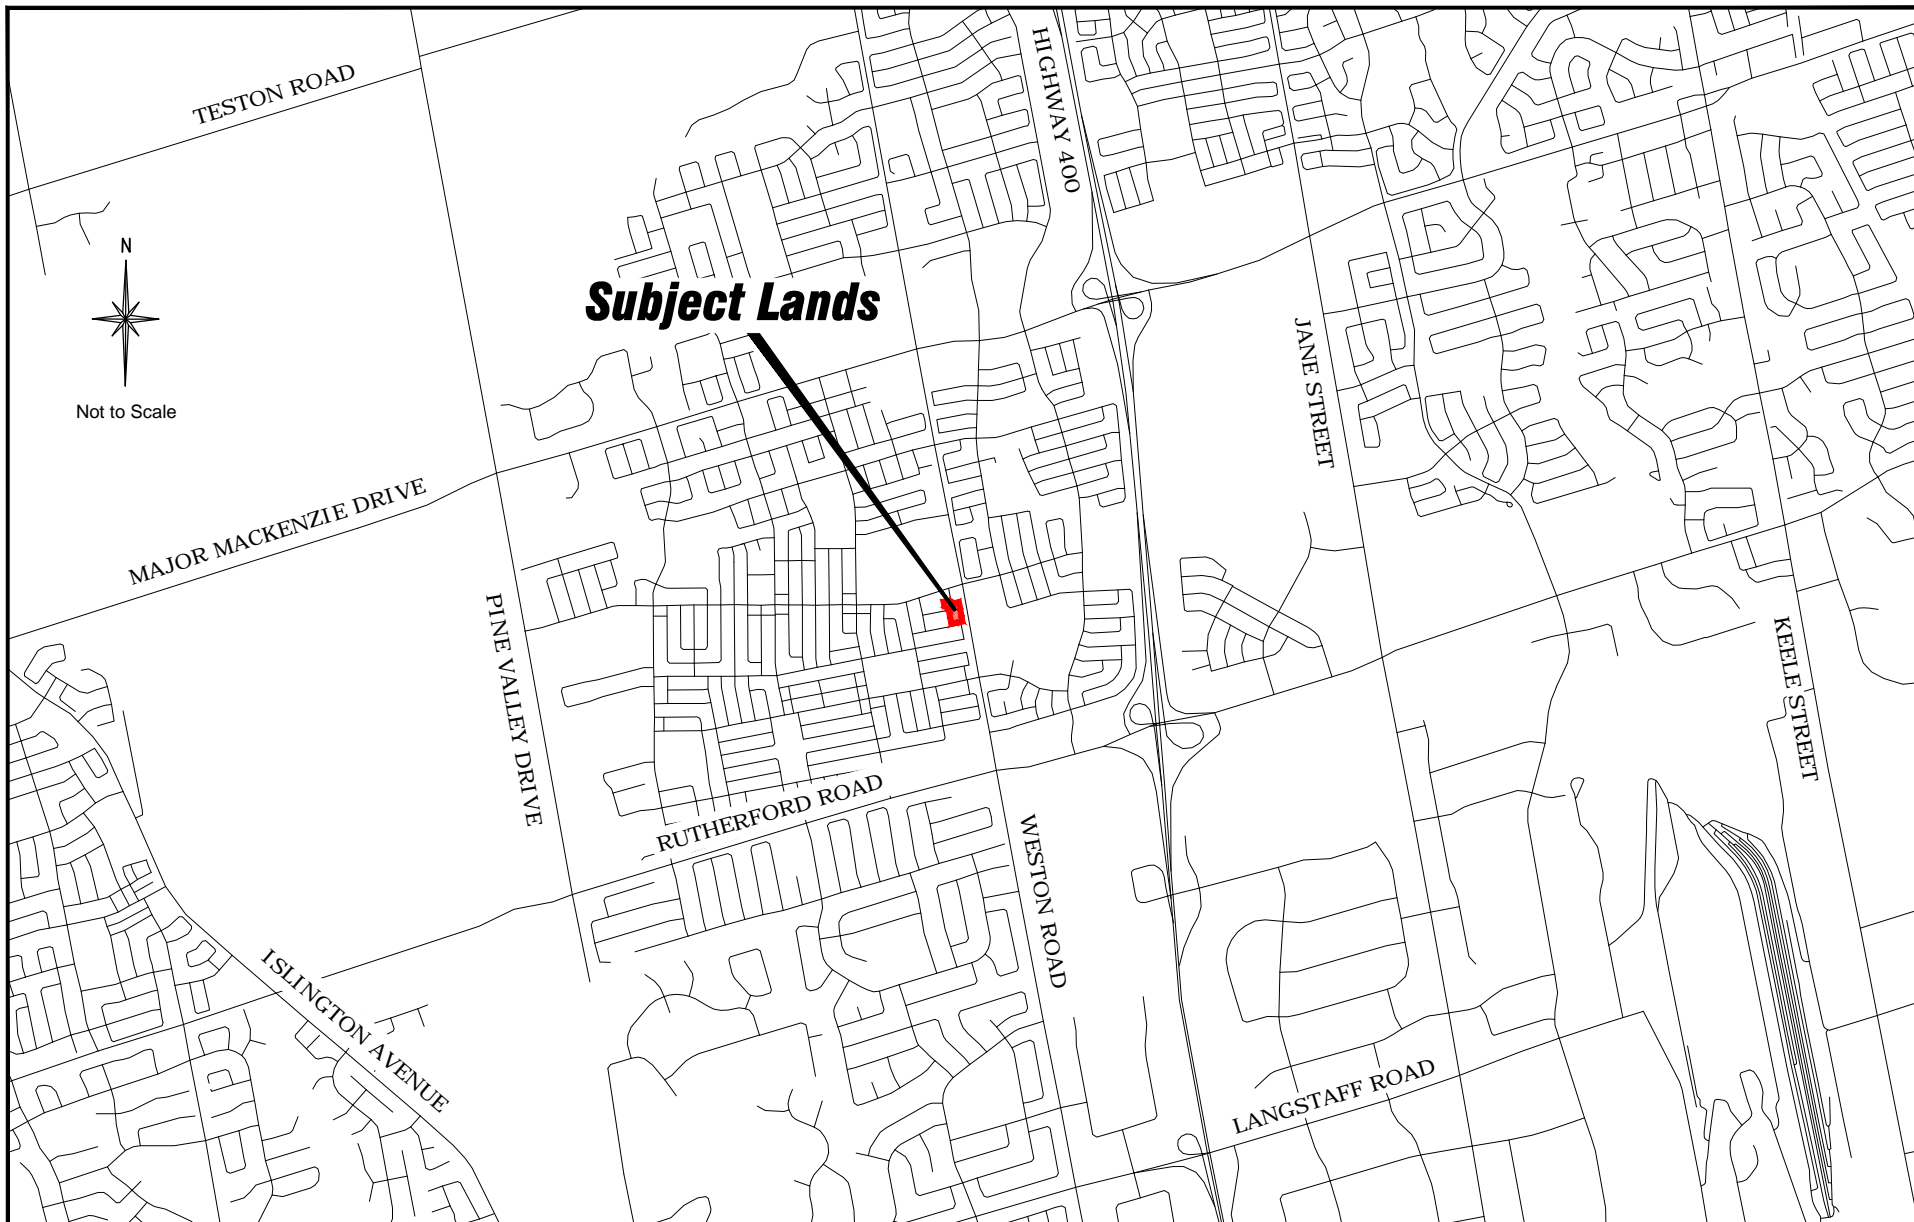 TESTON ROAD
HIGHWAY 400
N
Subject Lands
Not to Scale
JANE STREET
MAJOR MACKENZIE DRIVE
PINE VALLEY DRIVE
KEELE STREET
RUTHERFORD ROAD
WESTON ROAD
ISLINGTON AVENUE
LANGSTAFF ROAD